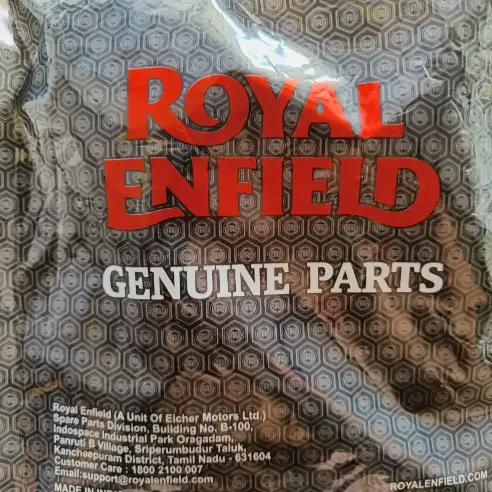 ROYAL
ENFIELD
GENUINE PARTS
Royal Enfield (A Unit Of Eicher Motors Ltd.)
Spare Parts Division, Building No. B-100,
Indospace Industrial Park Oragadam,
Panruti B Village, Sriperumbudur Taluk,
Kancheepuram District, Tamil Nadu - 631604
Customer Care : 1800 2100 007
Email:support@royalenfield.com
MADE IN
ROYALENFIELD.COM